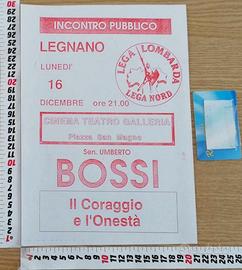 INCONTRO PUBBLICO
LEGNANO
LUNEDI'
16
DICEMBRE ore 21.00
LEGA LOMBARDA
LEGA NORD
CINEMA TEATRO GALLERIA
Piazza San Magno
Sen. UMBERTO
BOSSI
Il Coraggio
e l'Onestà